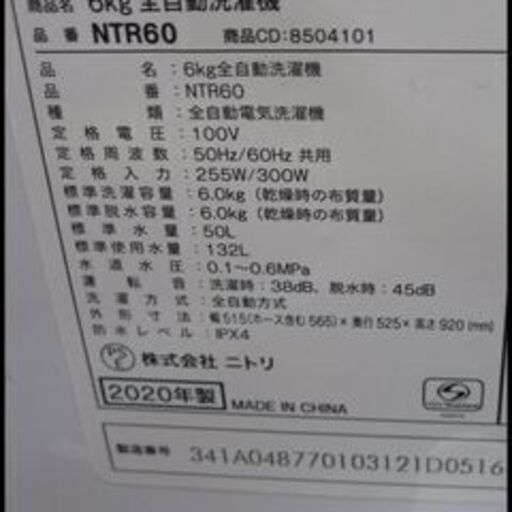 商品名 6kg 全自動洗濯機
品 番 NTR60 商品CD:8504101
品 名:6kg全自動洗濯機
品 番:NTR60
種 類:全自動電気洗濯機
定格電圧:100V
定格周波数:50Hz/60Hz 共用
定格入力:255W/300W
標準洗濯容量:6.0kg (乾燥時の布質量)
標準脱水容量:6.0kg (乾燥時の布質量)
標準水量:50L
標準使用水量:132L
水道水圧:0.1~0.6MPa
運転音:洗濯時:38dB、脱水時:45dB
洗濯方式:全自動方式
外形寸法:幅515(ホース含む565)×奥行525×高さ920(mm)
防水レベル:IPX4
株式会社 ニトリ
2020年製 MADE IN CHINA
製造番号 341A048770103121D0516